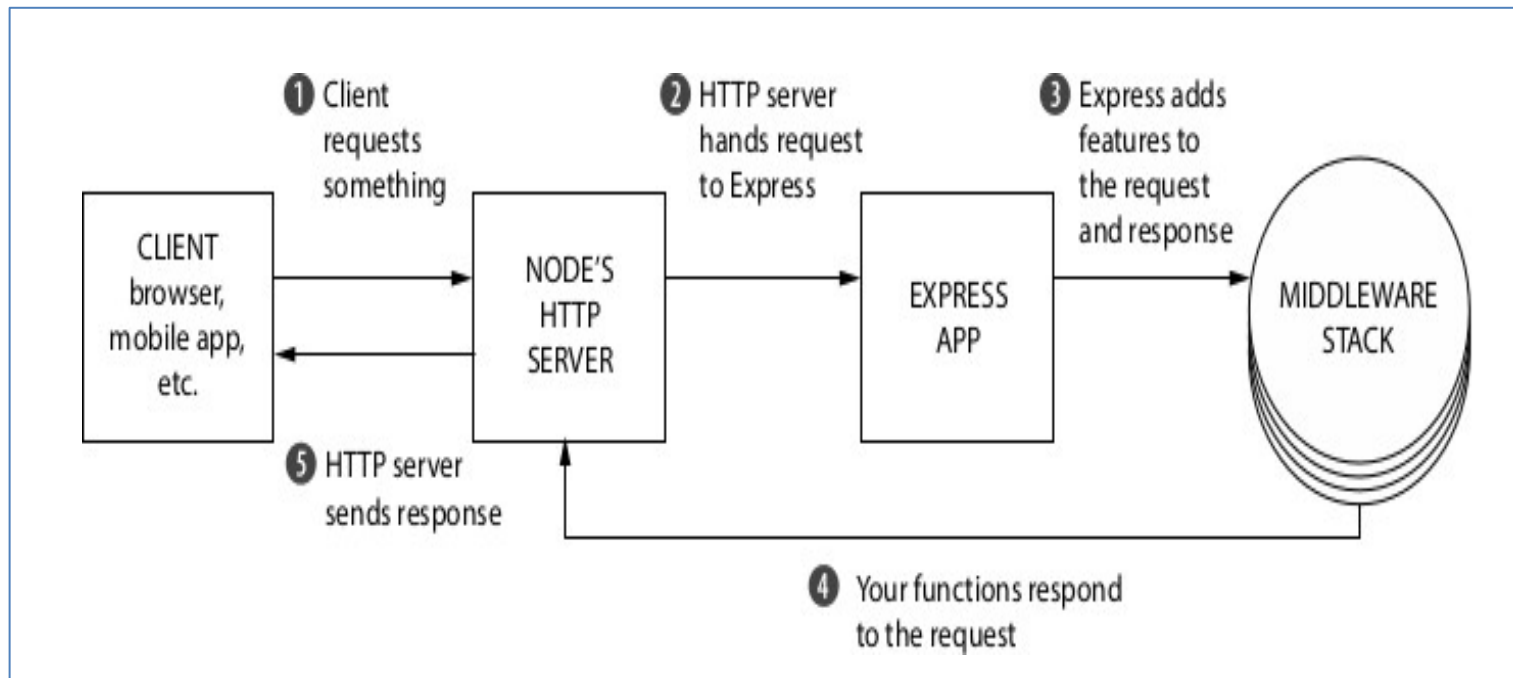 1 Client
requests
something
2 HTTP server
hands request
to Express
3 Express adds
features to
the request
and response
CLIENT
browser,
mobile app,
etc.
NODE'S
HTTP
SERVER
EXPRESS
APP
MIDDLEWARE
STACK
5 HTTP server
sends response
4 Your functions respond
to the request